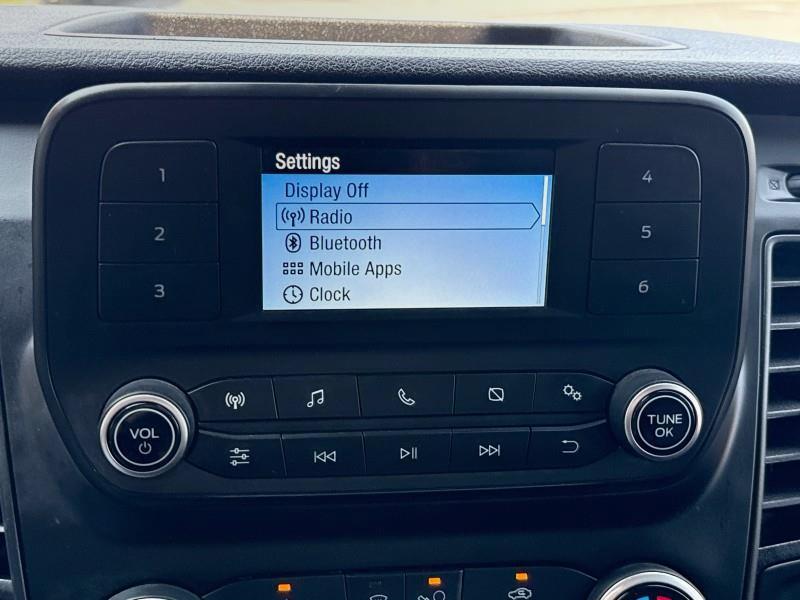 Settings
Display Off
Radio
Bluetooth
Mobile Apps
Clock
1
2
3
4
5
6
VOL
TUNE
OK